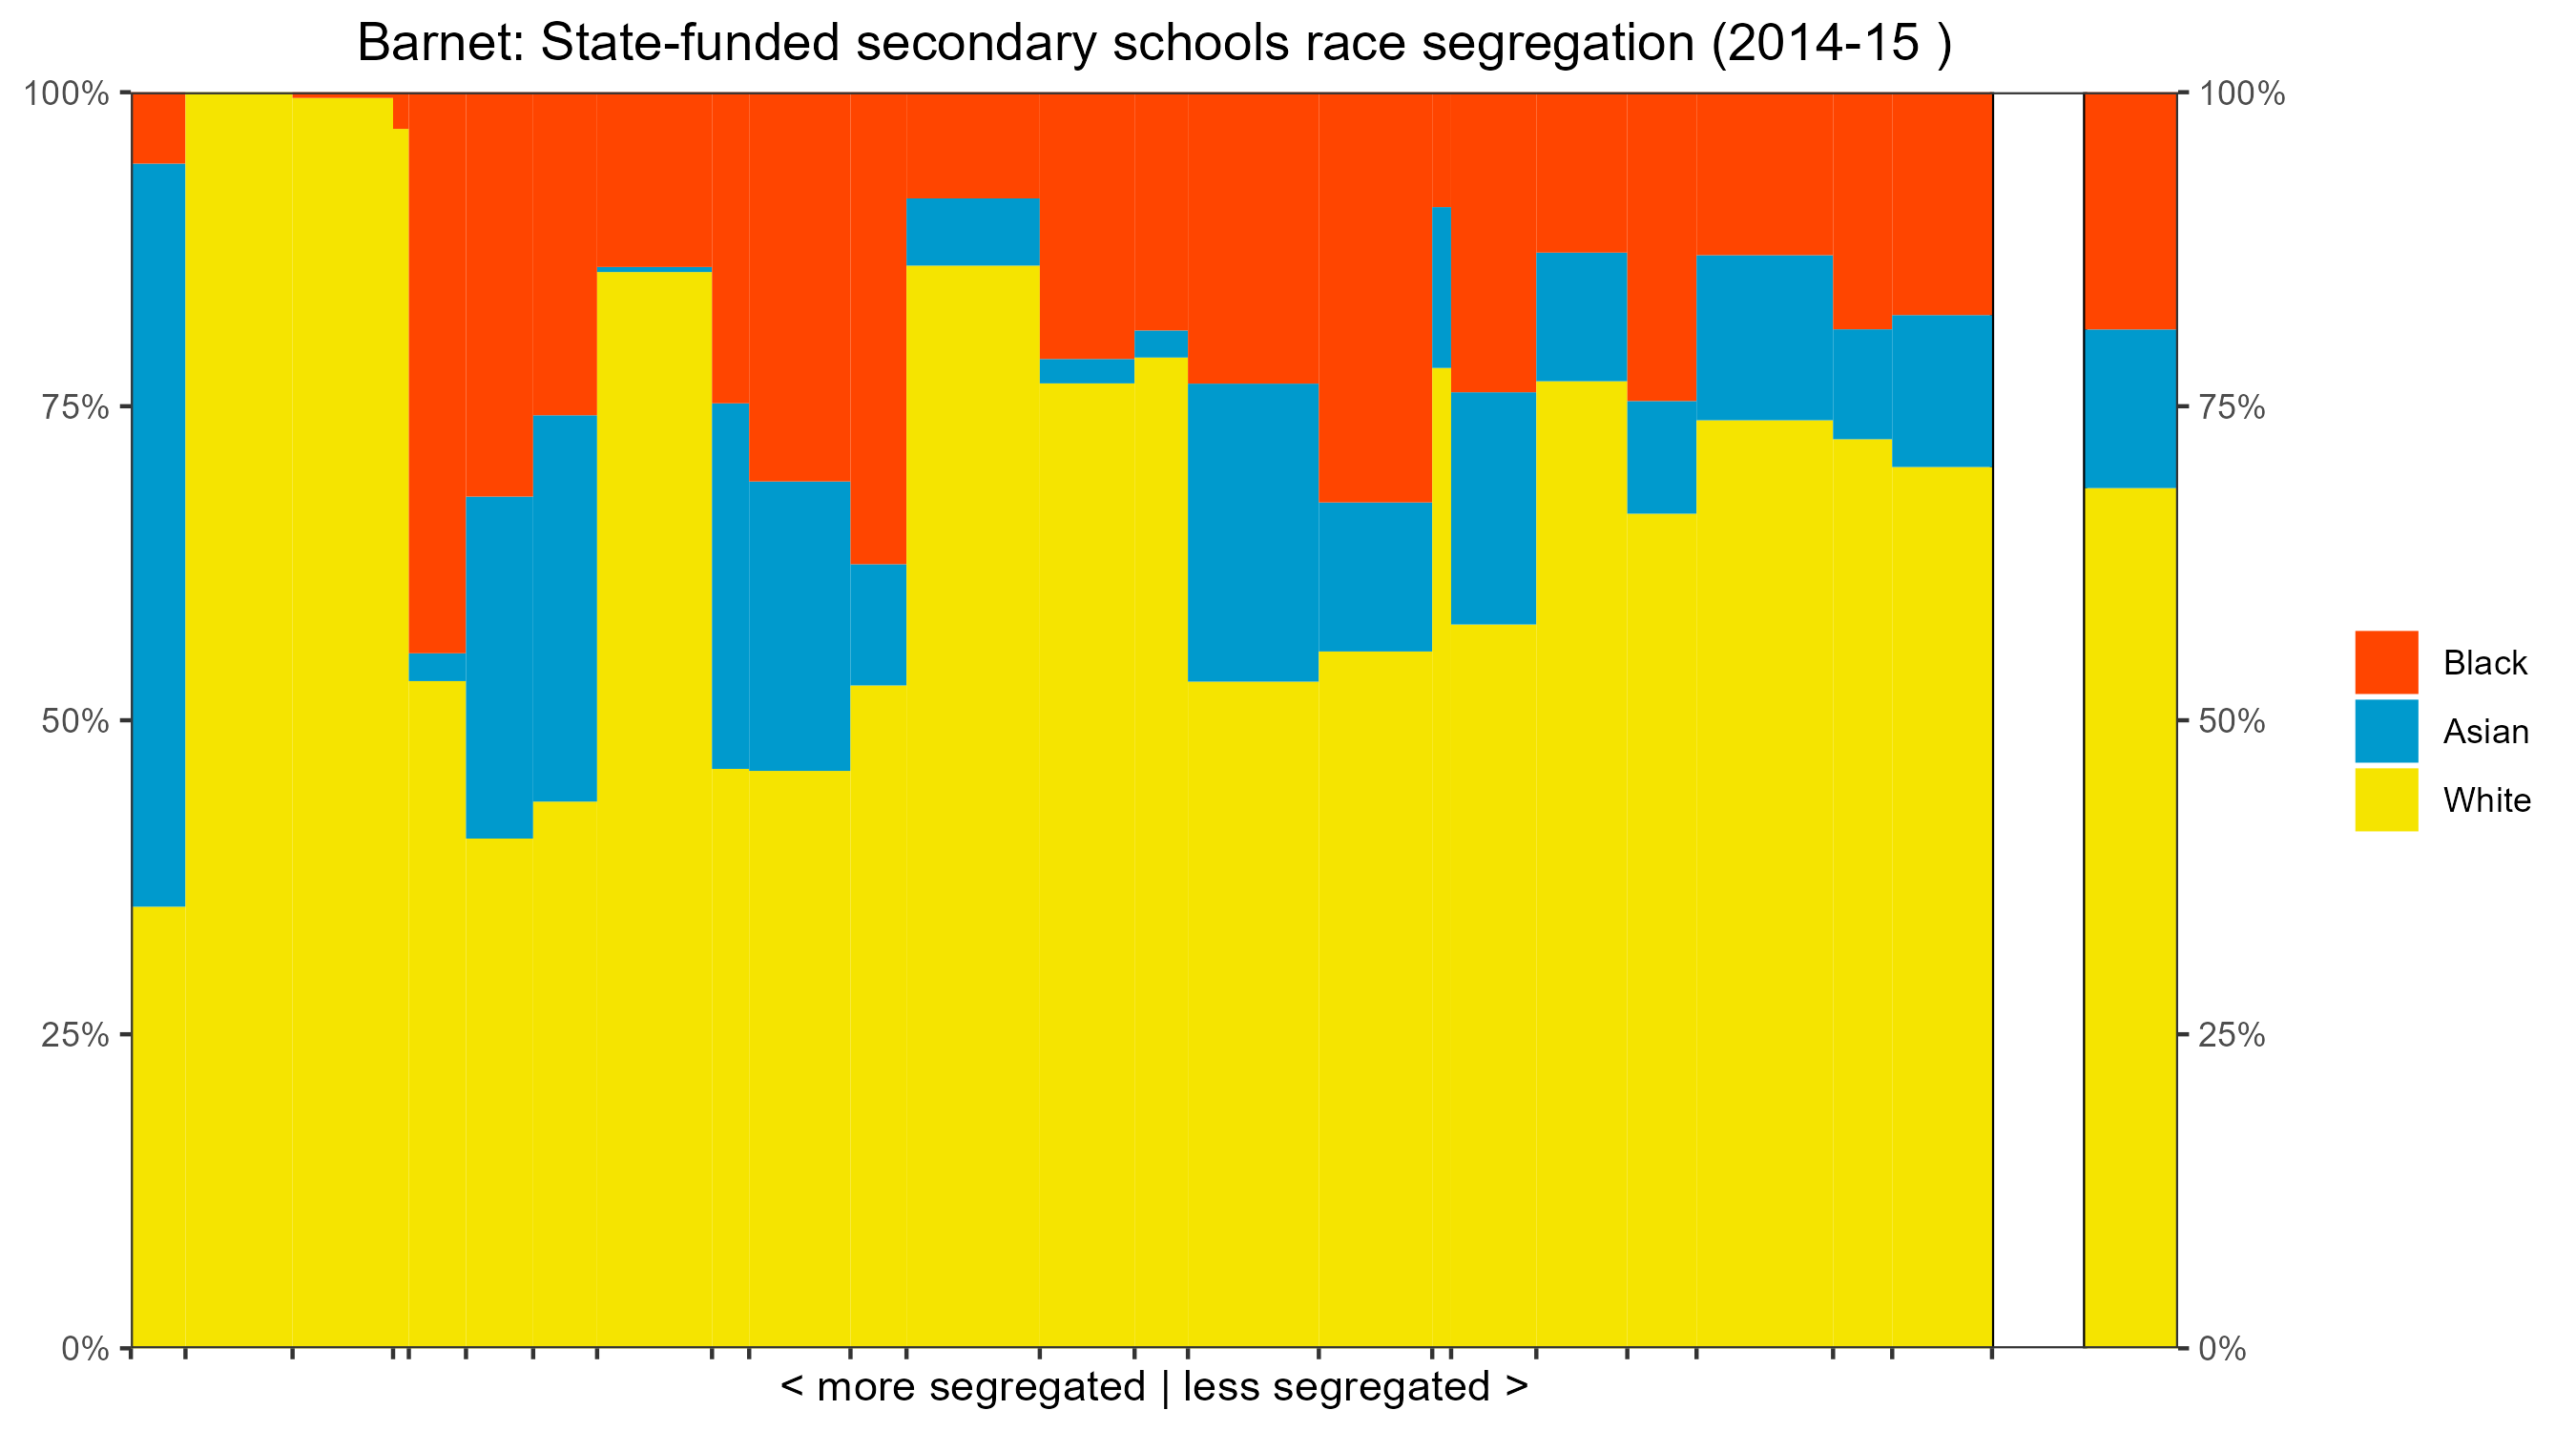 Barnet: State-funded secondary schools race segregation (2014-15 )
100%
75%
50%
25%
0%
100%
75%
50%
25%
0%
Black
Asian
White
< more segregated | less segregated >